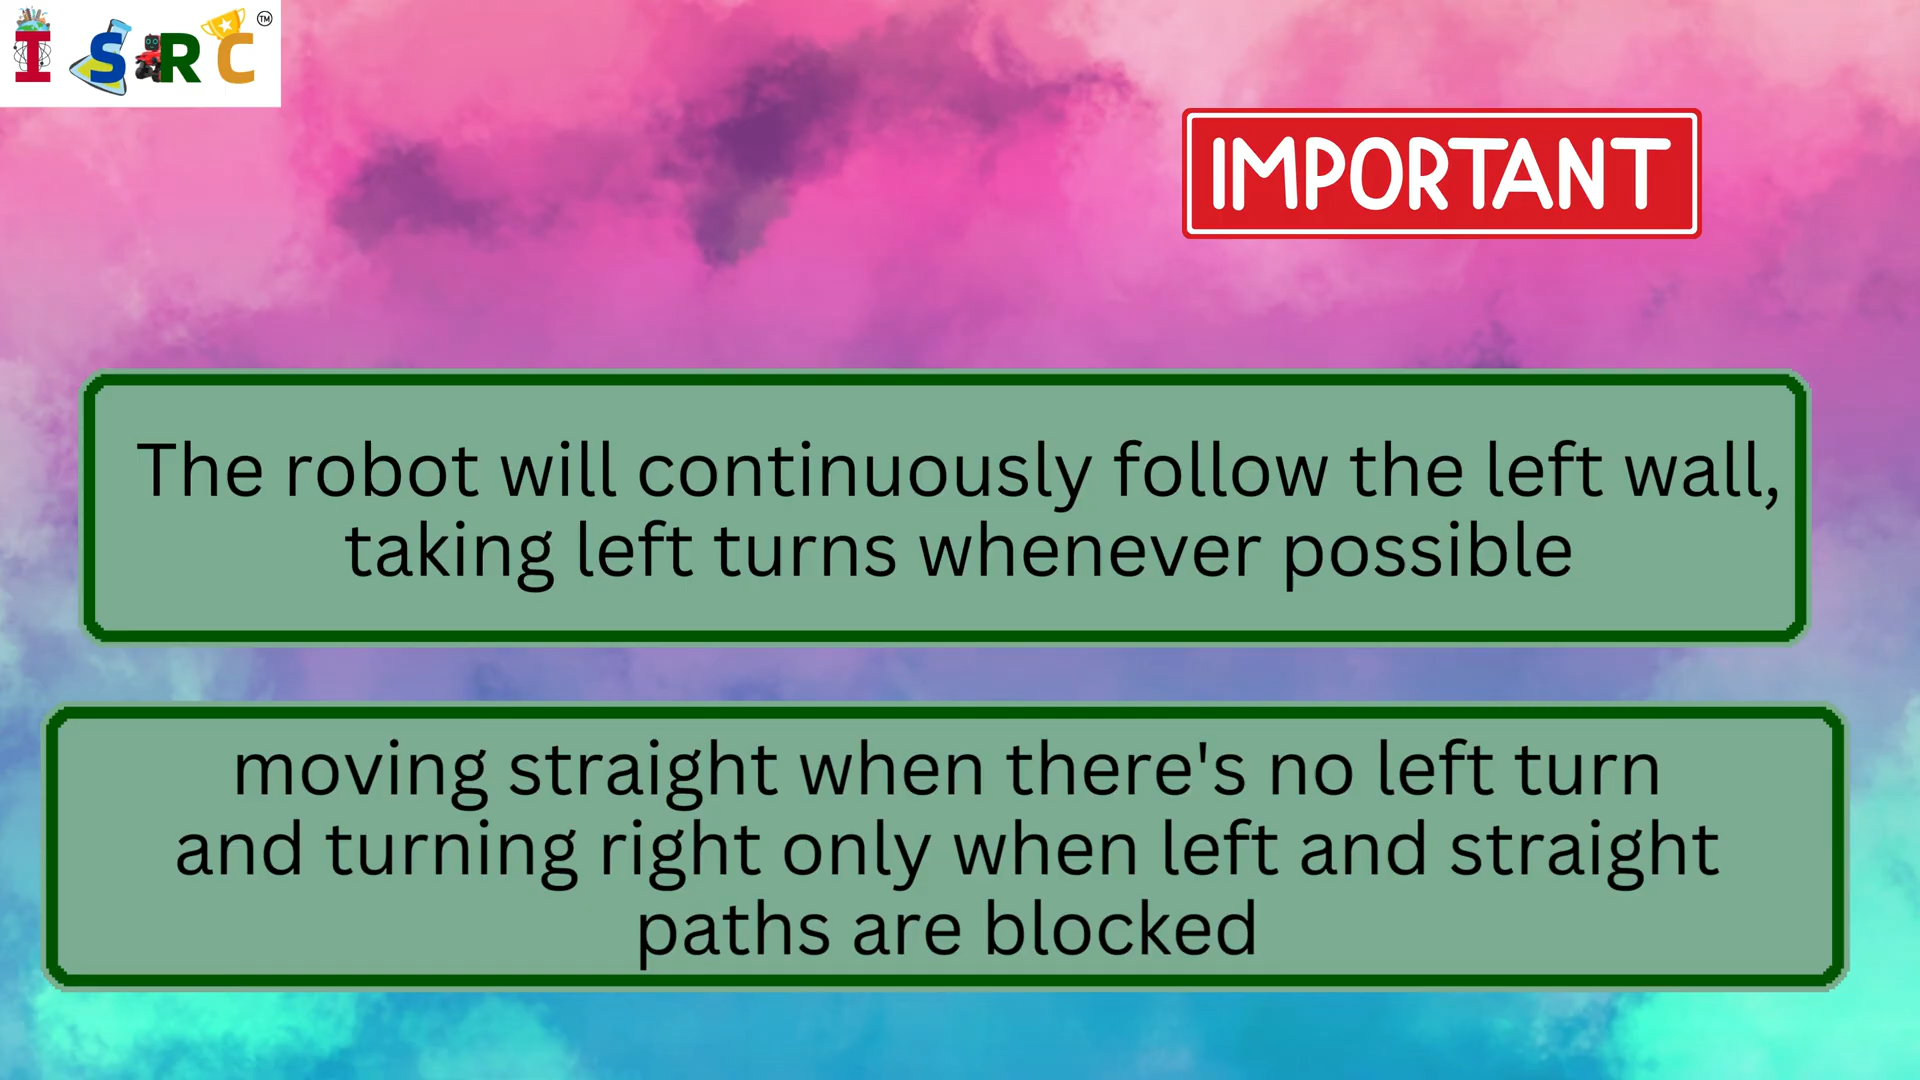 ISRC™
IMPORTANT
The robot will continuously follow the left wall,
taking left turns whenever possible
moving straight when there's no left turn
and turning right only when left and straight
paths are blocked